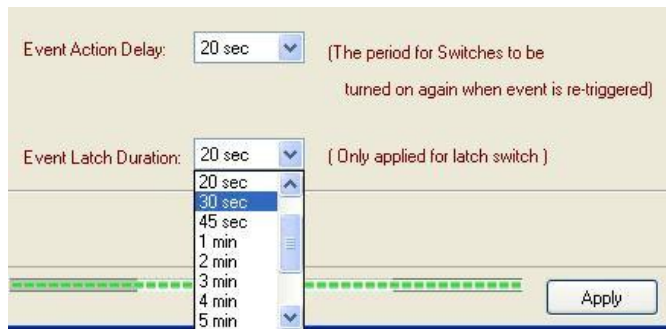 Event Action Delay: 20 sec (The period for Switches to be
turned on again when event is re-triggered)
Event Latch Duration: 20 sec ( Only applied for latch switch )
20 sec
30 sec
45 sec
1 min
2 min
3 min
4 min
5 min
Apply